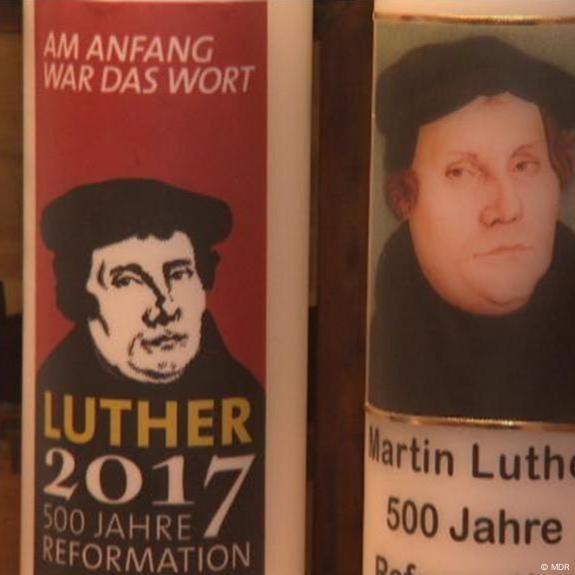 AM ANFANG
WAR DAS WORT
LUTHER
2017
500 JAHRE
REFORMATION
Martin Luthe
500 Jahre
© MDR